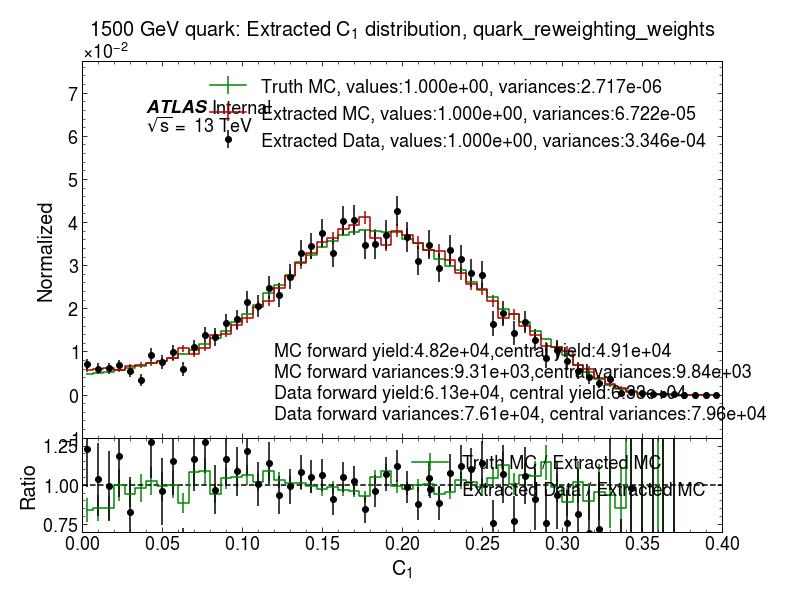 1500 GeV quark: Extracted C₁ distribution, quark_reweighting_weights
×10⁻²
Truth MC, values:1.000e+00, variances:2.717e-06
ATLAS Internal
Extracted MC, values:1.000e+00, variances:6.722e-05
√s = 13 TeV
Extracted Data, values:1.000e+00, variances:3.346e-04
7
6
5
4
3
2
1
0
Normalized
MC forward yield:4.82e+04,central yield:4.91e+04
MC forward variances:9.31e+03,central variances:9.84e+03
Data forward yield:6.13e+04, central
Data forward variances:7.61e+04, central variances:7.96e+04
1.25
1.00
0.75
Ratio
Truth MC / Extracted MC
Extracted Data / Extracted MC
0.00 0.05 0.10 0.15 0.20 0.25 0.30 0.35 0.40
C₁